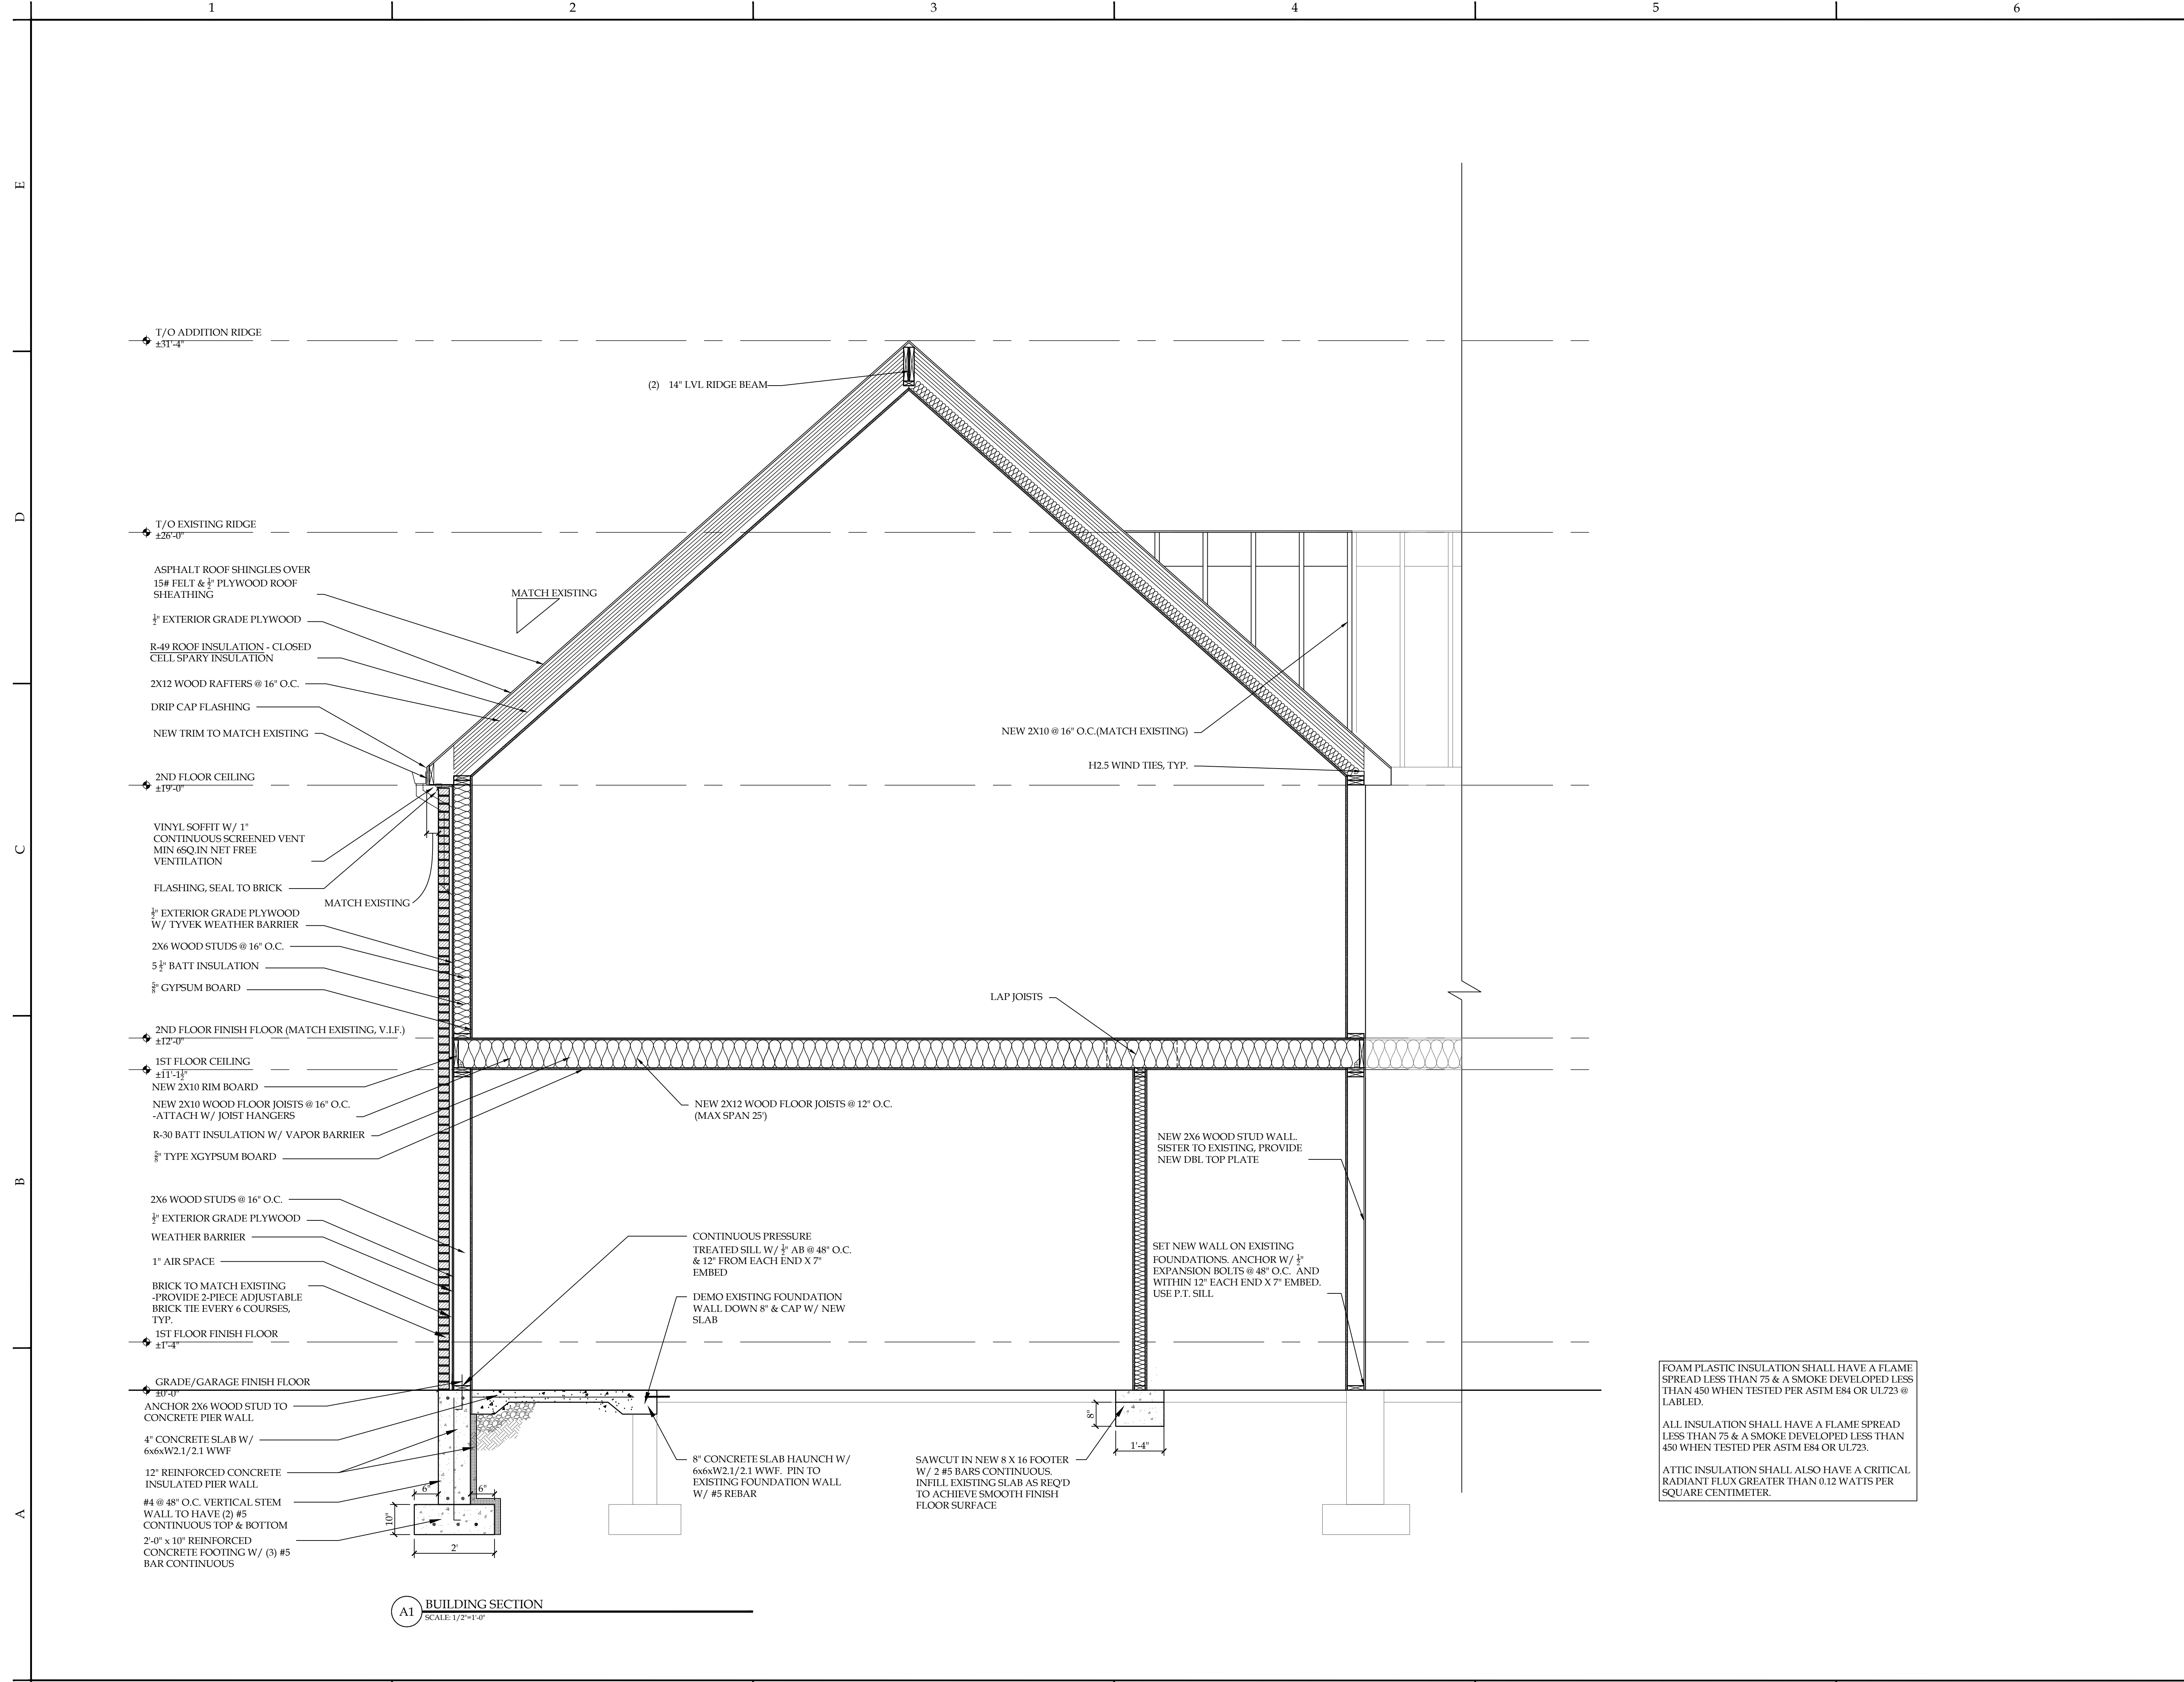 1 2 3 4 5 6
E
D
C
B
A
T/O ADDITION RIDGE
±31'-4"
(2) 14" LVL RIDGE BEAM
T/O EXISTING RIDGE
±26'-0"
ASPHALT ROOF SHINGLES OVER
15# FELT & ½" PLYWOOD ROOF
SHEATHING
MATCH EXISTING
½" EXTERIOR GRADE PLYWOOD
R-49 ROOF INSULATION - CLOSED
CELL SPARY INSULATION
2X12 WOOD RAFTERS @ 16" O.C.
DRIP CAP FLASHING
NEW TRIM TO MATCH EXISTING
NEW 2X10 @ 16" O.C.(MATCH EXISTING)
H2.5 WIND TIES, TYP.
2ND FLOOR CEILING
±19'-0"
VINYL SOFFIT W/ 1"
CONTINUOUS SCREENED VENT
MIN 6SQ.IN NET FREE
VENTILATION
FLASHING, SEAL TO BRICK
MATCH EXISTING
½" EXTERIOR GRADE PLYWOOD
W/ TYVEK WEATHER BARRIER
2X6 WOOD STUDS @ 16" O.C.
5 ½" BATT INSULATION
⅝" GYPSUM BOARD
LAP JOISTS
2ND FLOOR FINISH FLOOR (MATCH EXISTING, V.I.F.)
±12'-0"
1ST FLOOR CEILING
±11'-1½"
NEW 2X10 RIM BOARD
NEW 2X10 WOOD FLOOR JOISTS @ 16" O.C.
-ATTACH W/ JOIST HANGERS
R-30 BATT INSULATION W/ VAPOR BARRIER
⅝" TYPE XGYPSUM BOARD
NEW 2X12 WOOD FLOOR JOISTS @ 12" O.C.
(MAX SPAN 25')
NEW 2X6 WOOD STUD WALL.
SISTER TO EXISTING, PROVIDE
NEW DBL TOP PLATE
2X6 WOOD STUDS @ 16" O.C.
½" EXTERIOR GRADE PLYWOOD
WEATHER BARRIER
1" AIR SPACE
BRICK TO MATCH EXISTING
-PROVIDE 2-PIECE ADJUSTABLE
BRICK TIE EVERY 6 COURSES,
TYP.
CONTINUOUS PRESSURE
TREATED SILL W/ ½" AB @ 48" O.C.
& 12" FROM EACH END X 7"
EMBED
DEMO EXISTING FOUNDATION
WALL DOWN 8" & CAP W/ NEW
SLAB
SET NEW WALL ON EXISTING
FOUNDATIONS. ANCHOR W/ ½"
EXPANSION BOLTS @ 48" O.C. AND
WITHIN 12" EACH END X 7" EMBED.
USE P.T. SILL
1ST FLOOR FINISH FLOOR
±1'-4"
GRADE/GARAGE FINISH FLOOR
±0'-0"
ANCHOR 2X6 WOOD STUD TO
CONCRETE PIER WALL
4" CONCRETE SLAB W/
6x6xW2.1/2.1 WWF
12" REINFORCED CONCRETE
INSULATED PIER WALL
#4 @ 48" O.C. VERTICAL STEM
WALL TO HAVE (2) #5
CONTINUOUS TOP & BOTTOM
2'-0" x 10" REINFORCED
CONCRETE FOOTING W/ (3) #5
BAR CONTINUOUS
6"
6"
10"
2'
8" CONCRETE SLAB HAUNCH W/
6x6xW2.1/2.1 WWF. PIN TO
EXISTING FOUNDATION WALL
W/ #5 REBAR
SAWCUT IN NEW 8 X 16 FOOTER
W/ 2 #5 BARS CONTINUOUS.
INFILL EXISTING SLAB AS REQ'D
TO ACHIEVE SMOOTH FINISH
FLOOR SURFACE
8"
1'-4"
FOAM PLASTIC INSULATION SHALL HAVE A FLAME
SPREAD LESS THAN 75 & A SMOKE DEVELOPED LESS
THAN 450 WHEN TESTED PER ASTM E84 OR UL723 @
LABLED.
ALL INSULATION SHALL HAVE A FLAME SPREAD
LESS THAN 75 & A SMOKE DEVELOPED LESS THAN
450 WHEN TESTED PER ASTM E84 OR UL723.
ATTIC INSULATION SHALL ALSO HAVE A CRITICAL
RADIANT FLUX GREATER THAN 0.12 WATTS PER
SQUARE CENTIMETER.
A1 BUILDING SECTION
SCALE: 1/2"=1'-0"